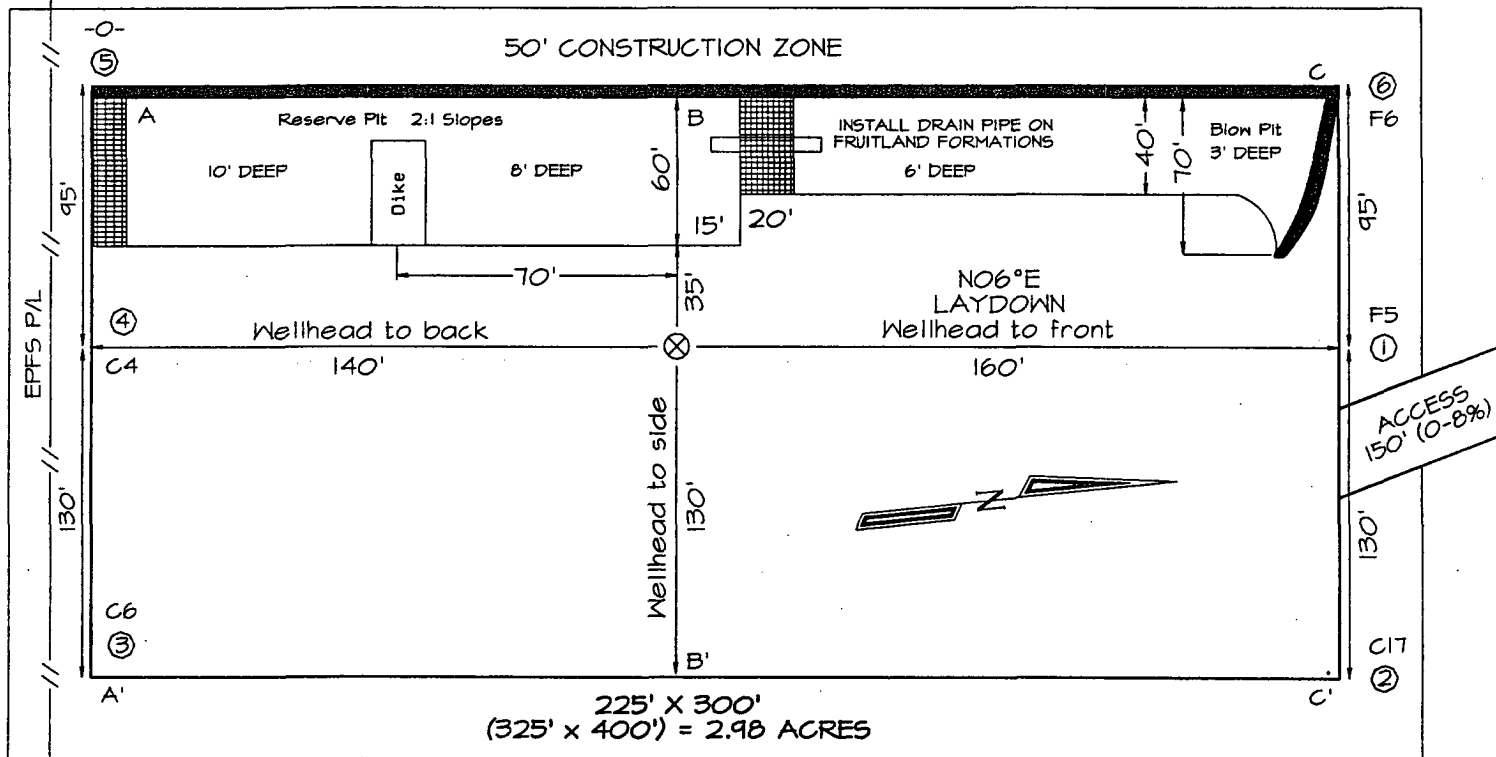 -0-
⑤
50' CONSTRUCTION ZONE
C
⑥
F6
A
Reserve Pit 2:1 Slopes
B
INSTALL DRAIN PIPE ON
FRUITLAND FORMATIONS
Blow Pit
3' DEEP
10' DEEP
Dike
8' DEEP
60'
6' DEEP
40'
70'
95'
95'
15'
20'
70'
35'
N06°E
LAYDOWN
EPFS P/L
④
Wellhead to back
Wellhead to front
F5
①
C4
140'
160'
ACCESS
150' (0-8%)
Wellhead to side
130'
130'
N
130'
C6
③
C17
②
A'
B'
C'
225' X 300'
(325' x 400') = 2.98 ACRES